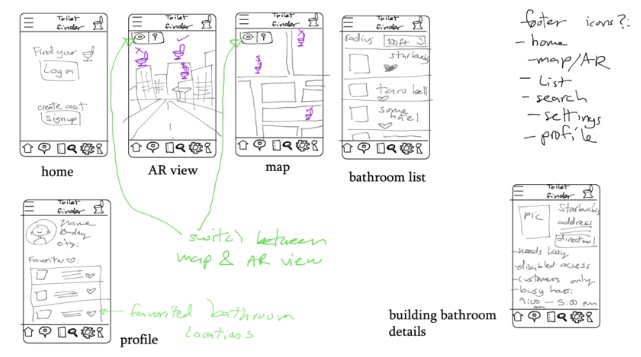 Toilet
finder
Find your
Log on
create acct
signup
home
Toilet
finder
AR view
Toilet
finder
map
Toilet
finder
radius 100ft
starbucks
taco bell
some
hotel
bathroom list
footer icons?:
- home
- map/AR
- List
- search
- settings
- profile
switch between
map & AR view
Toilet
finder
Name
Bday
city
Favorites
favorited bathroom
locations
profile
Toilet
finder
pic
Starbucks
address
directions
- needs key
- disabled access
- customers only
- busy hours:
9:00 am - 5:00 pm
building bathroom
details